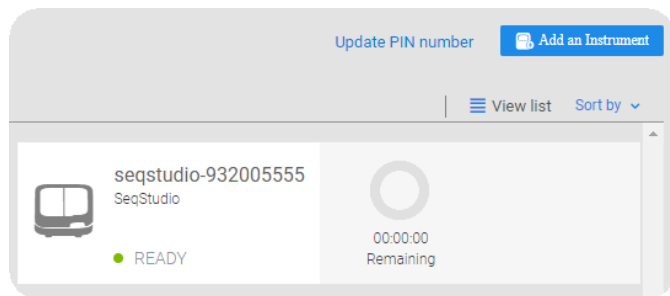 Update PIN number
Add an Instrument
View list
Sort by
seqstudio-932005555
SeqStudio
READY
00:00:00
Remaining